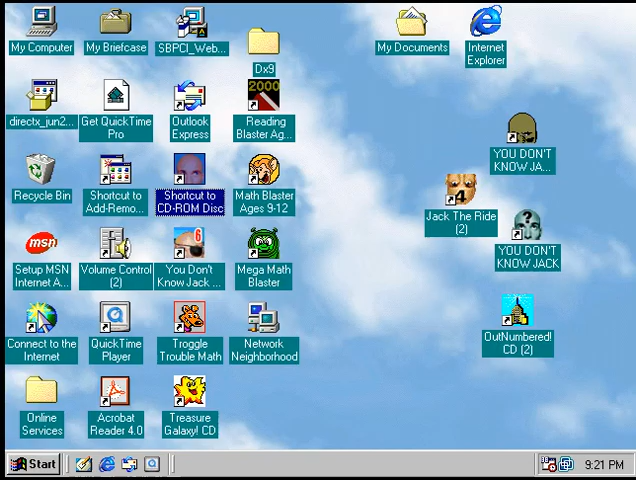 My Computer
My Briefcase
SBPCI_Web...
Dx9
My Documents
Internet
Explorer
directx_jun2...
Get QuickTime
Pro
Outlook
Express
2000
Reading
Blaster Ag...
YOU DON'T
KNOW JA...
Recycle Bin
Shortcut to
Add-Remo...
Shortcut to
CD-ROM Disc
Math Blaster
Ages 9-12
4
Jack The Ride
(2)
?
YOU DON'T
KNOW JACK
msn
Setup MSN
Internet A...
Volume Control
(2)
6
You Don't
Know Jack ...
Mega Math
Blaster
Connect to the
Internet
QuickTime
Player
Troggle
Trouble Math
Network
Neighborhood
OutNumbered!
CD (2)
Online
Services
Acrobat
Reader 4.0
Treasure
Galaxy! CD
Start
9:21 PM